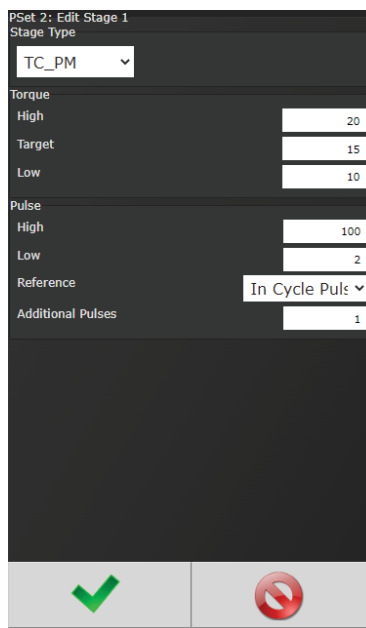 PSet 2: Edit Stage 1
Stage Type
TC_PM
Torque
High 20
Target 15
Low 10
Pulse
High 100
Low 2
Reference In Cycle Puls
Additional Pulses 1